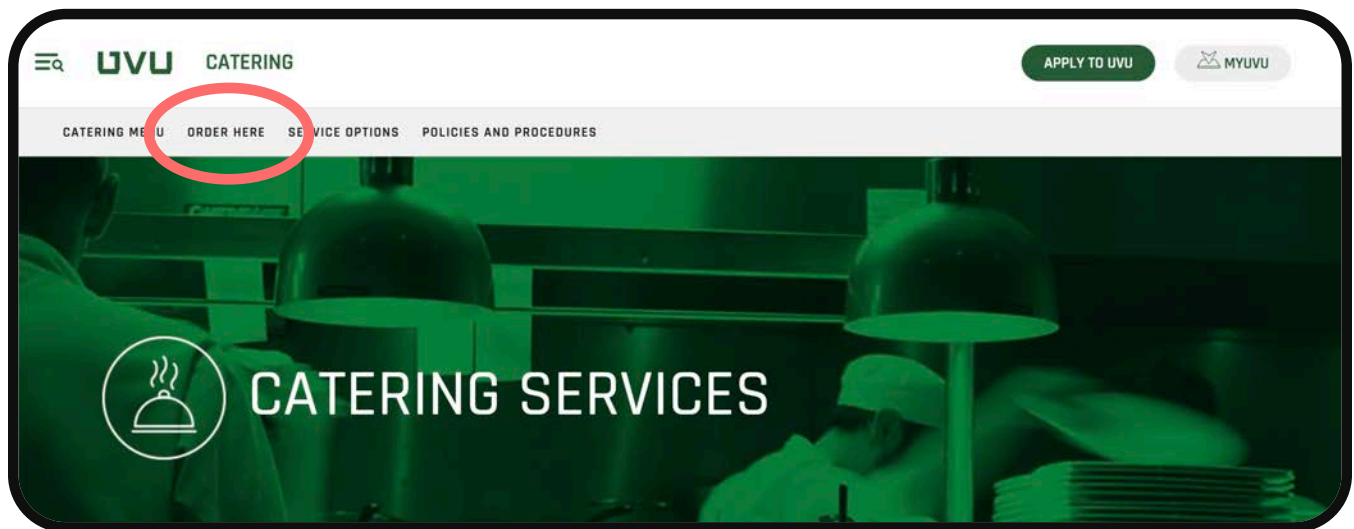 UVU CATERING APPLY TO UVU MYUVU
CATERING MENU ORDER HERE SERVICE OPTIONS POLICIES AND PROCEDURES
CATERING SERVICES